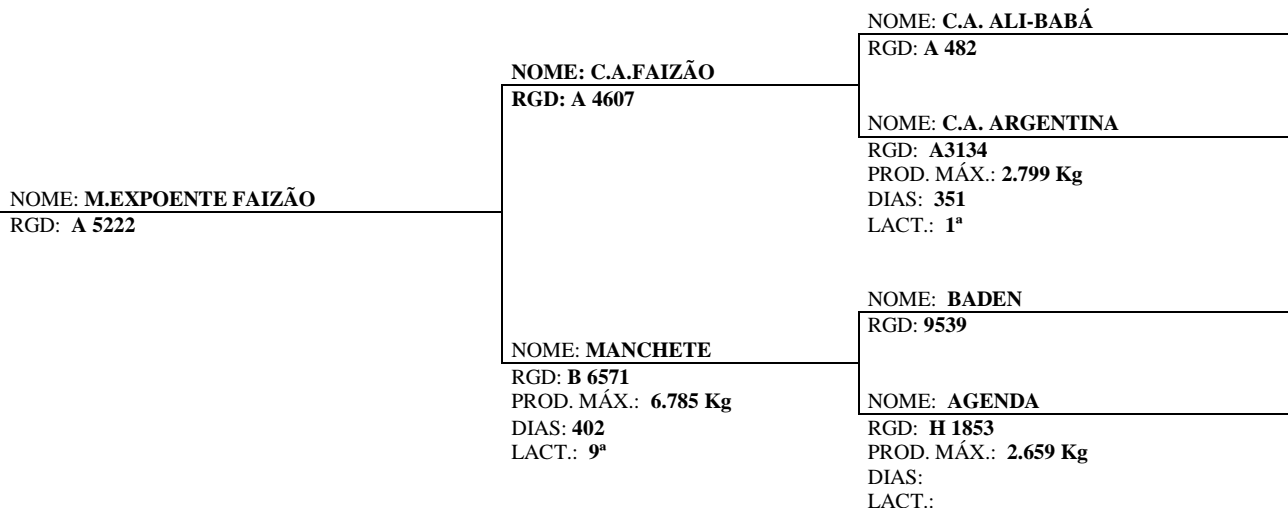 NOME: M.EXPOENTE FAIZÃO
RGD: A 5222
NOME: C.A.FAIZÃO
RGD: A 4607
NOME: MANCHETE
RGD: B 6571
PROD. MÁX.: 6.785 Kg
DIAS: 402
LACT.: 9ª
NOME: C.A. ALI-BABÁ
RGD: A 482
NOME: C.A. ARGENTINA
RGD: A3134
PROD. MÁX.: 2.799 Kg
DIAS: 351
LACT.: 1ª
NOME: BADEN
RGD: 9539
NOME: AGENDA
RGD: H 1853
PROD. MÁX.: 2.659 Kg
DIAS:
LACT.: